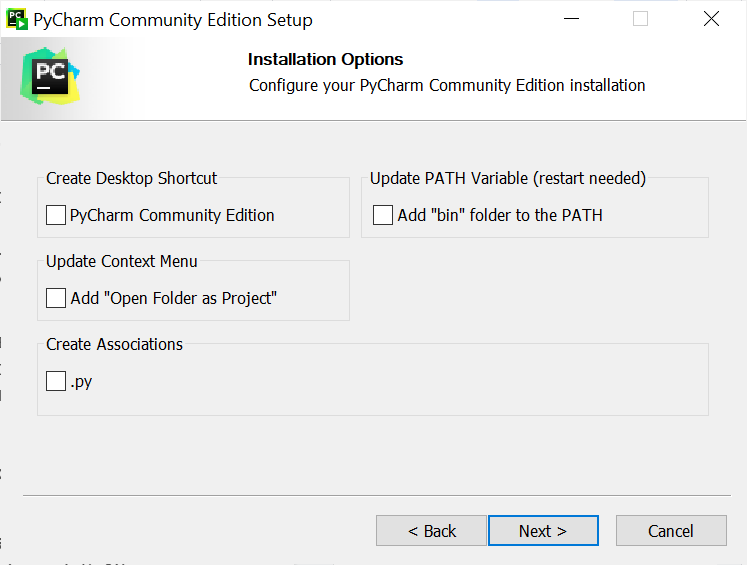 PyCharm Community Edition Setup
PC
Installation Options
Configure your PyCharm Community Edition installation
Create Desktop Shortcut
PyCharm Community Edition
Update PATH Variable (restart needed)
Add "bin" folder to the PATH
Update Context Menu
Add "Open Folder as Project"
Create Associations
.py
< Back
Next >
Cancel